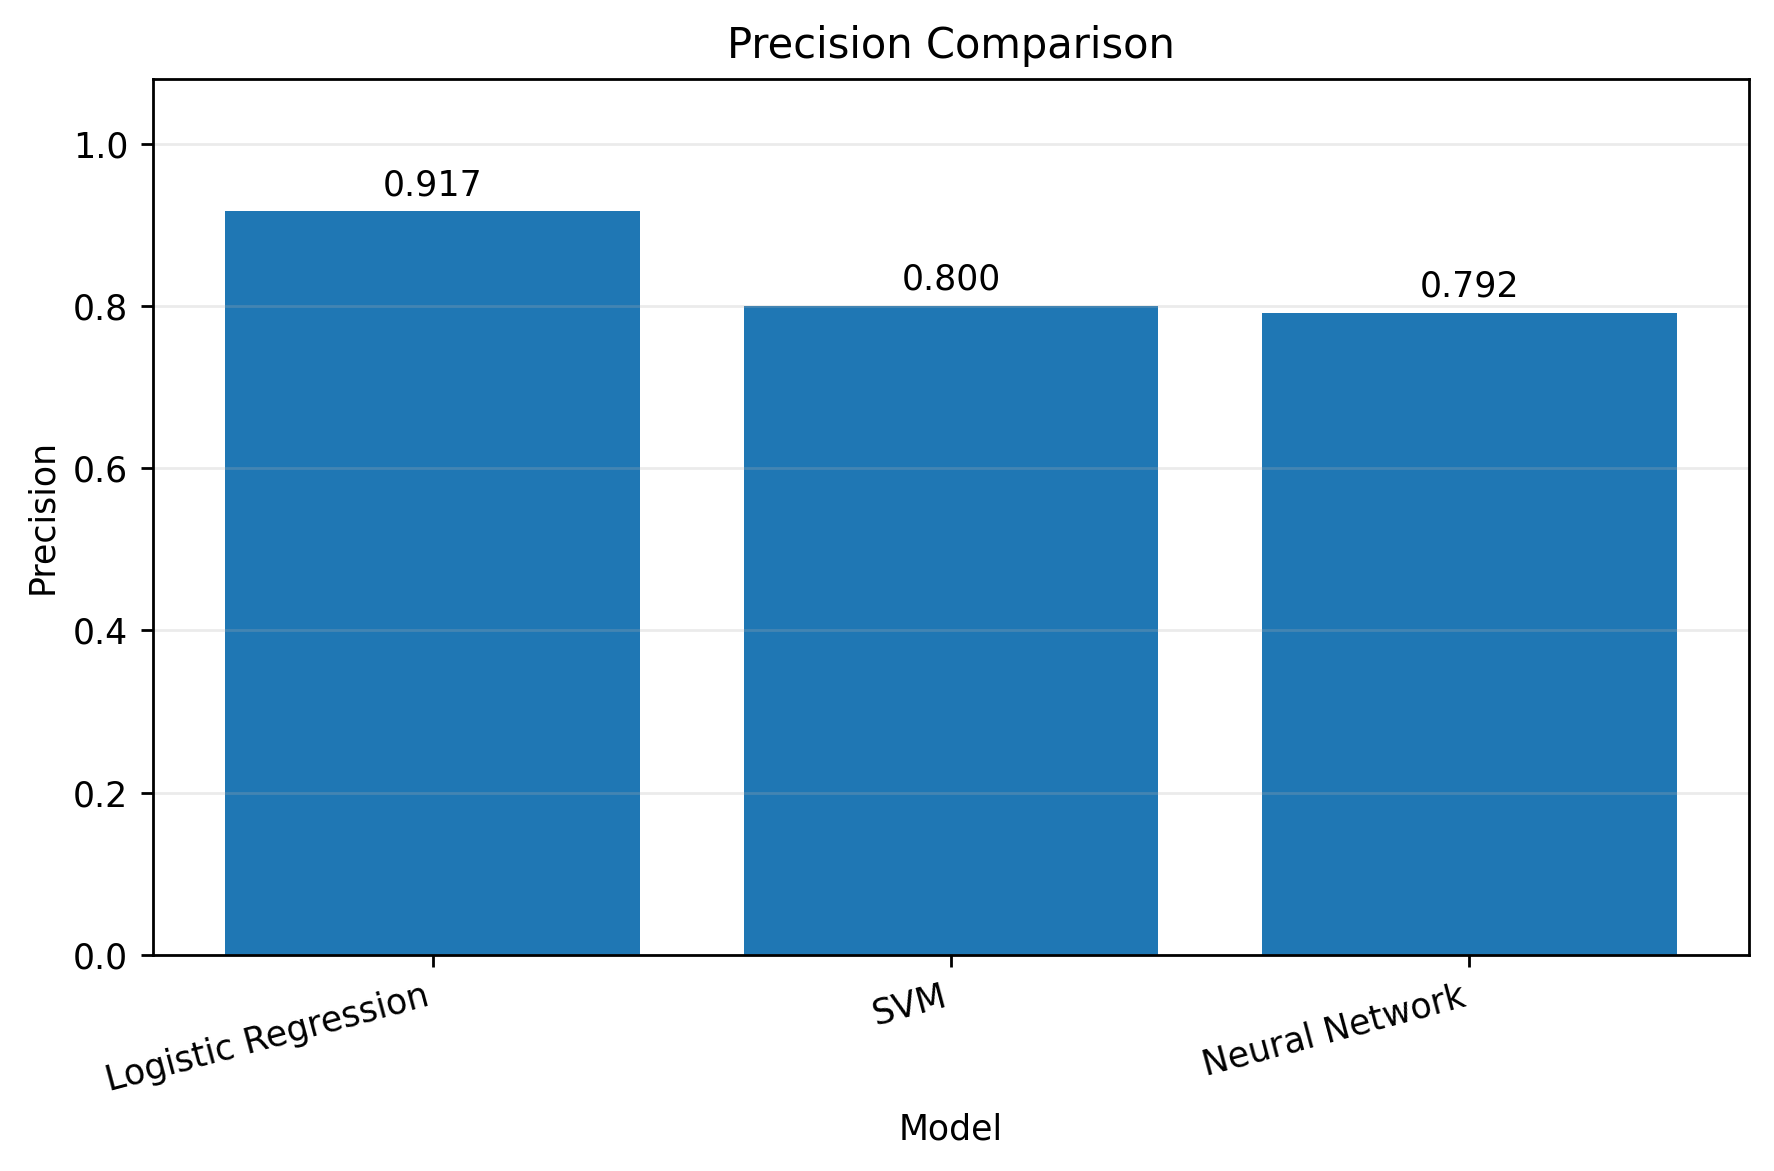 Precision Comparison
1.0
0.8
0.6
0.4
0.2
0.0
Precision
0.917
0.800
0.792
Logistic Regression
SVM
Neural Network
Model